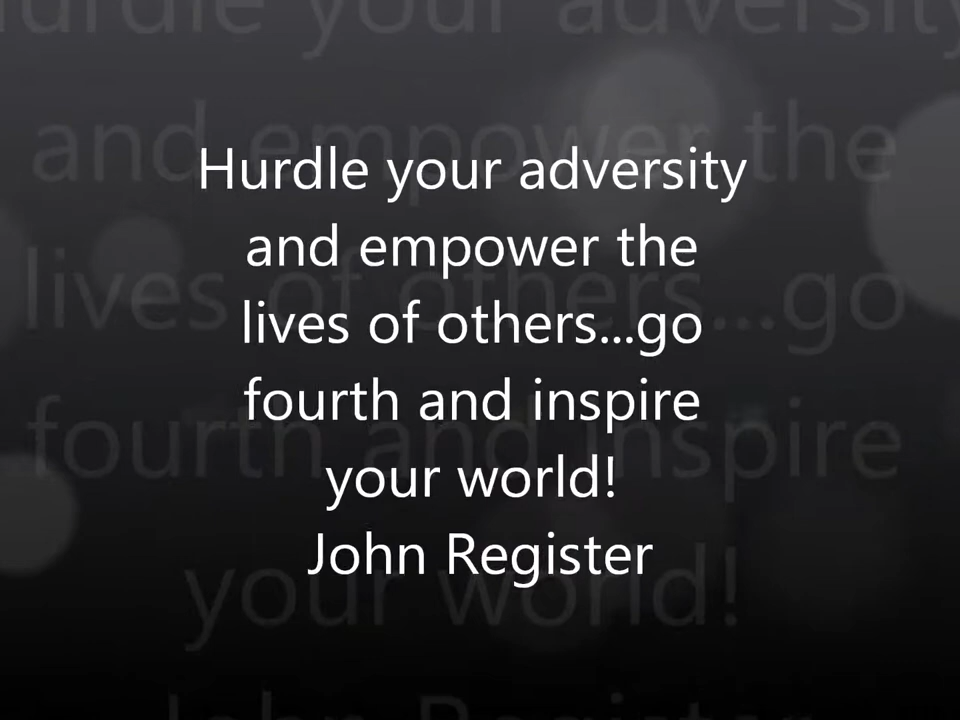 Hurdle your adversity
and empower the
lives of others...go
fourth and inspire
your world!
John Register